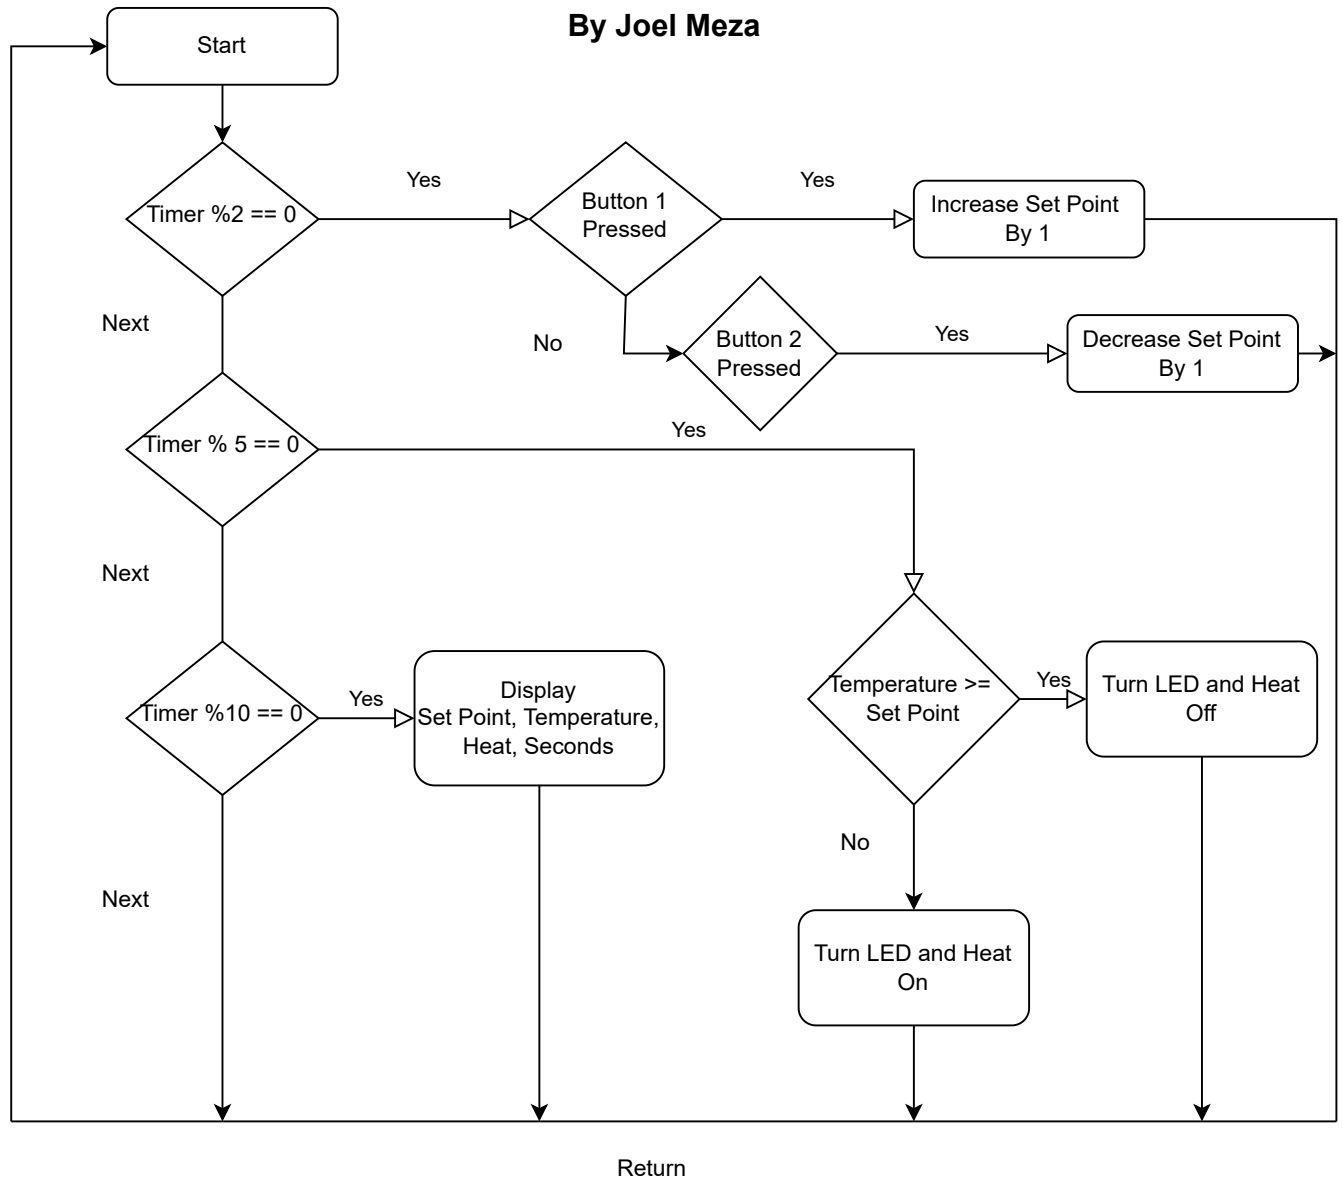 By Joel Meza
Start
Timer %2 == 0
Yes
Button 1
Pressed
Yes
Increase Set Point
By 1
Next
No
Button 2
Pressed
Yes
Decrease Set Point
By 1
Timer % 5 == 0
Yes
Next
Temperature >=
Set Point
Yes
Turn LED and Heat
Off
Timer %10 == 0
Yes
Display
Set Point, Temperature,
Heat, Seconds
No
Next
Turn LED and Heat
On
Return